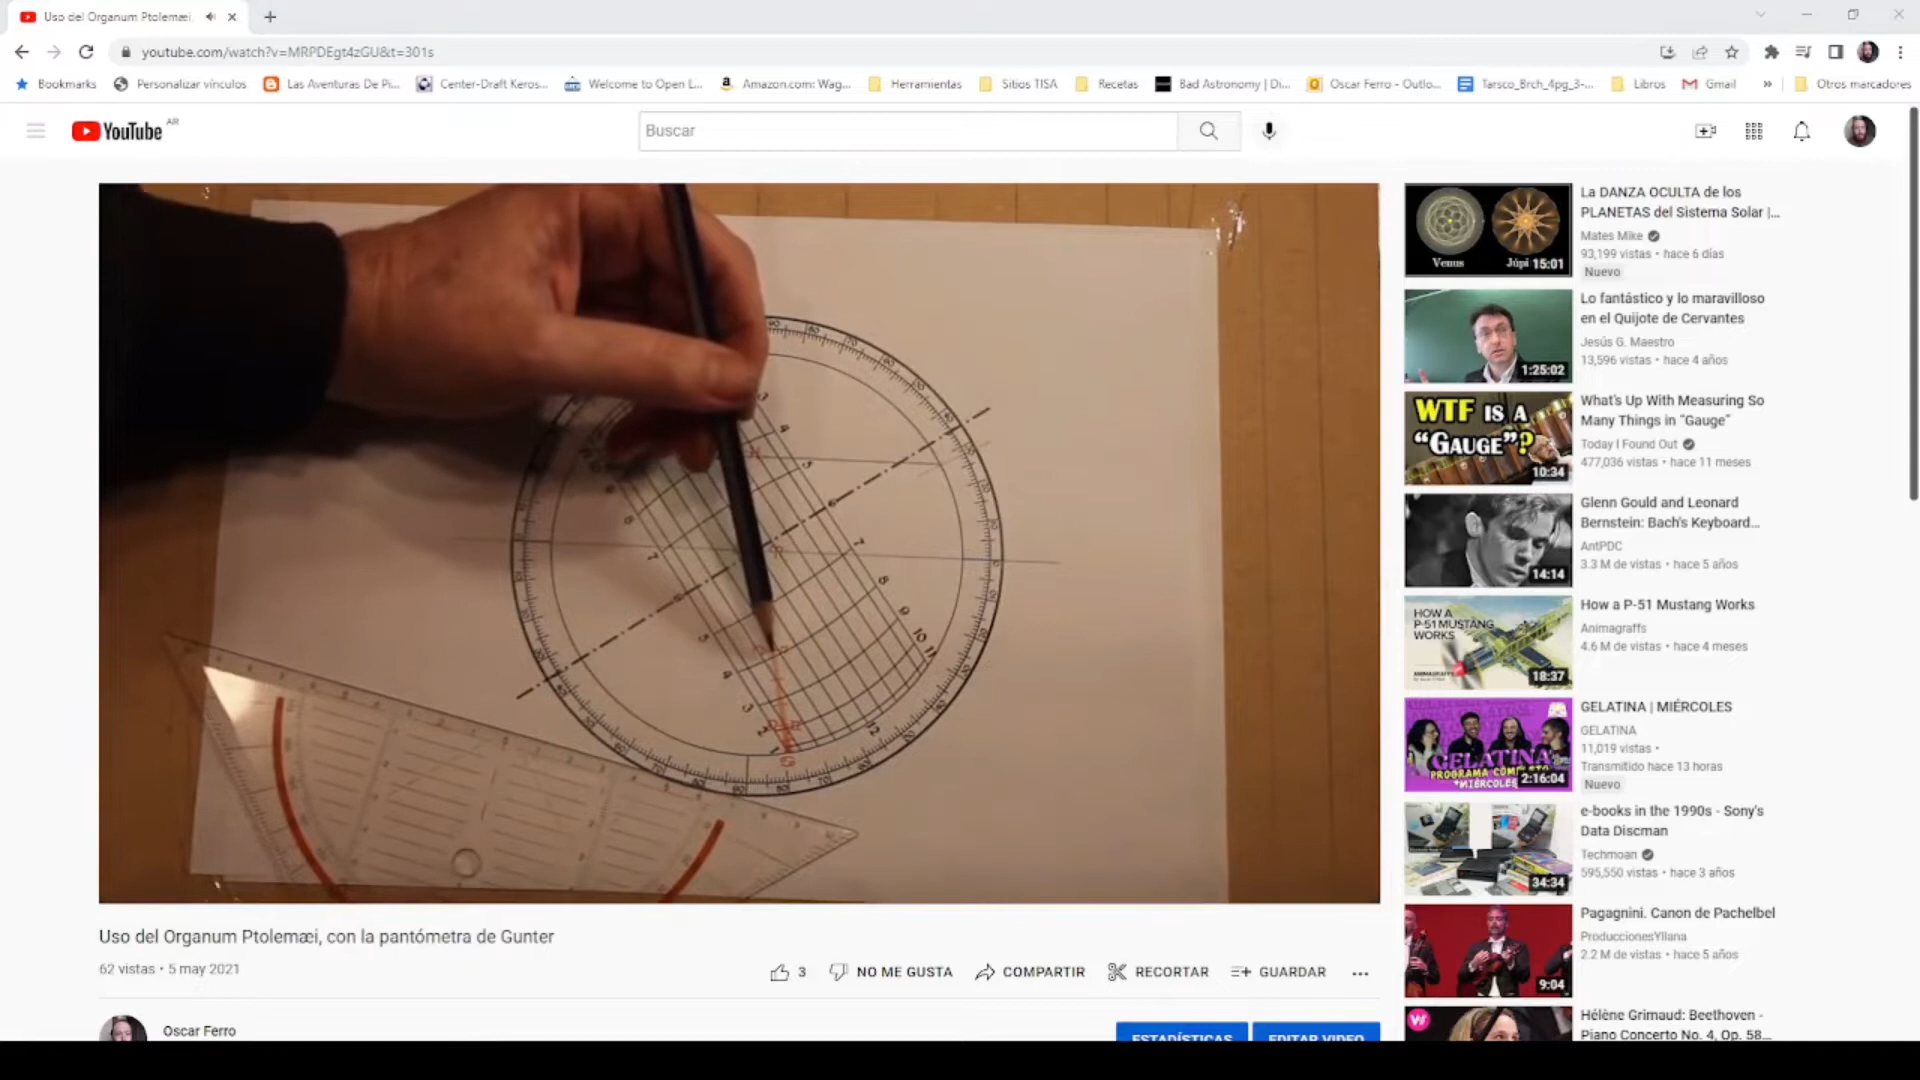 Uso del Organum Ptolemæi,
youtube.com/watch?v=MRPDEgt4zGU&t=301s
Bookmarks
Personalizar vínculos
Las Aventuras De Pi...
Center-Draft Keros...
Welcome to Open L...
Amazon.com: Wag...
Herramientas
Sitios TISA
Recetas
Bad Astronomy | Di...
Oscar Ferro - Outlo...
Tarsco_Brch_4pg_3-...
Libros
Gmail
»
Otros marcadores
YouTube AR
Buscar
Uso del Organum Ptolemæi, con la pantómetra de Gunter
62 vistas • 5 may 2021
3
NO ME GUSTA
COMPARTIR
RECORTAR
GUARDAR
Oscar Ferro
ESTADÍSTICAS
EDITAR VIDEO
Venus
Júpi
15:01
La DANZA OCULTA de los
PLANETAS del Sistema Solar |...
Mates Mike
93,199 vistas • hace 6 días
Nuevo
1:25:02
Lo fantástico y lo maravilloso
en el Quijote de Cervantes
Jesús G. Maestro
13,596 vistas • hace 4 años
WTF IS A
"GAUGE"?
10:34
What's Up With Measuring So
Many Things in "Gauge"
Today I Found Out
477,036 vistas • hace 11 meses
14:14
Glenn Gould and Leonard
Bernstein: Bach's Keyboard...
AntPDC
3.3 M de vistas • hace 5 años
HOW A
P-51 MUSTANG
WORKS
18:37
How a P-51 Mustang Works
Animagraffs
4.6 M de vistas • hace 4 meses
GELATINA
PROGRAMA COMPLETO
*MIÉRCOLES
2:16:04
GELATINA | MIÉRCOLES
GELATINA
11,019 vistas •
Transmitido hace 13 horas
Nuevo
34:34
e-books in the 1990s - Sony's
Data Discman
Techmoan
595,550 vistas • hace 3 años
9:04
Pagagnini. Canon de Pachelbel
ProduccionesYllana
2.2 M de vistas • hace 5 años
Hélène Grimaud: Beethoven -
Piano Concerto No. 4, Op. 58...